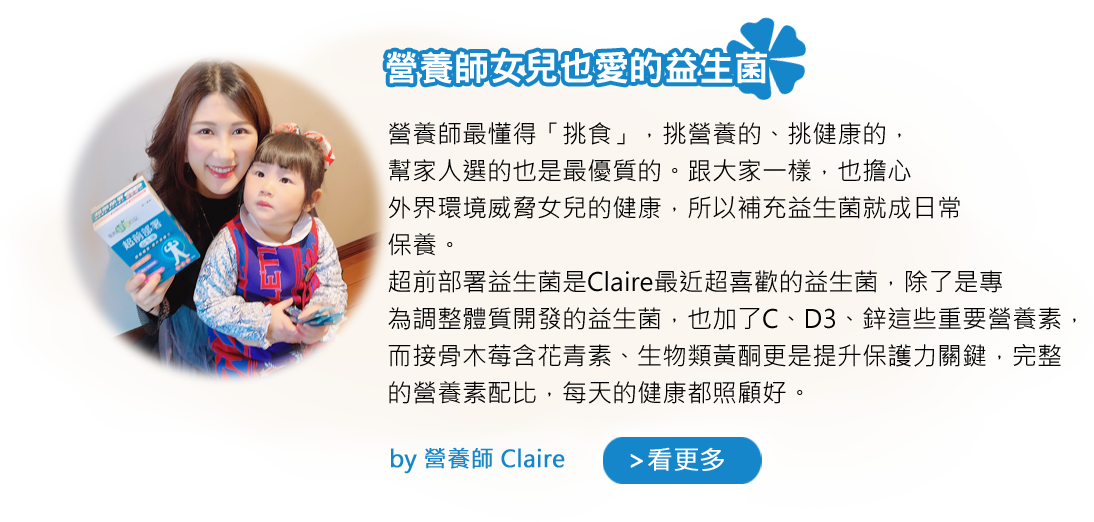 營養師女兒也愛的益生菌
營養師最懂得「挑食」，挑營養的、挑健康的，
幫家人選的也是最優質的。跟大家一樣，也擔心
外界環境威脅女兒的健康，所以補充益生菌就成日常
保養。
超前部署益生菌是Claire最近超喜歡的益生菌，除了是專
為調整體質開發的益生菌，也加了C、D3、鋅這些重要營養素，
而接骨木莓含花青素、生物類黃酮更是提升保護力關鍵，完整
的營養素配比，每天的健康都照顧好。
by 營養師 Claire
>看更多
超前部署